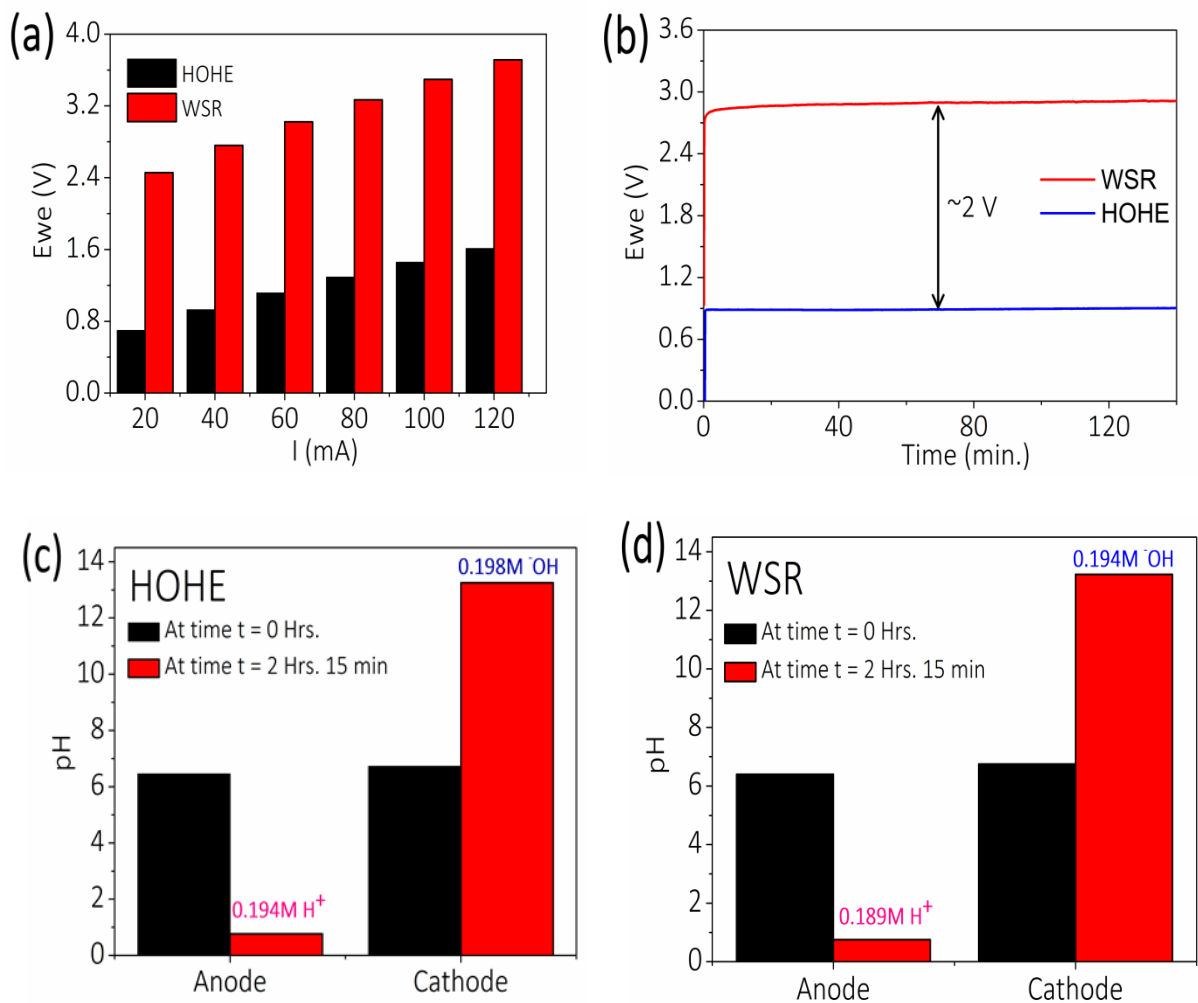 (a)
HOHE
WSR
Ewe (V)
4.0
3.2
2.4
1.6
0.8
0.0
20 40 60 80 100 120
I (mA)
(b)
Ewe (V)
3.6
3.0
2.4
1.8
1.2
0.6
0.0
~2 V
WSR
HOHE
0 40 80 120
Time (min.)
(c)
HOHE
At time t = 0 Hrs.
At time t = 2 Hrs. 15 min
0.198M ⁻OH
0.194M H⁺
pH
14
12
10
8
6
4
2
0
Anode Cathode
(d)
WSR
At time t = 0 Hrs.
At time t = 2 Hrs. 15 min
0.194M ⁻OH
0.189M H⁺
pH
14
12
10
8
6
4
2
0
Anode Cathode